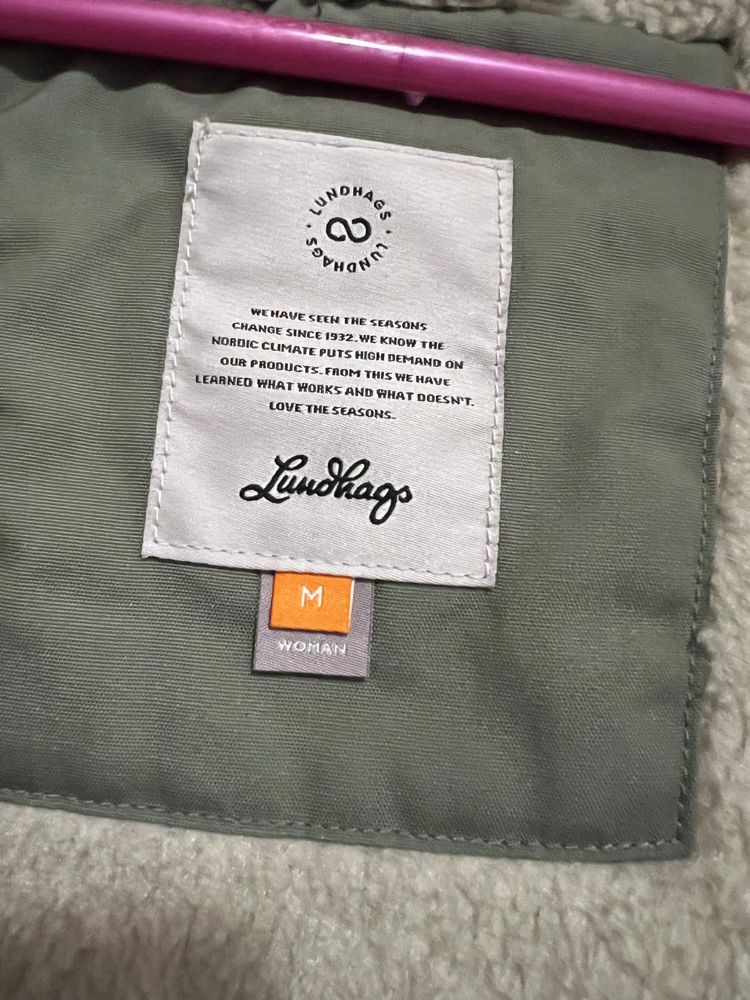 LUNDHAGS · LUNDHAGS ·
WE HAVE SEEN THE SEASONS
CHANGE SINCE 1932. WE KNOW THE
NORDIC CLIMATE PUTS HIGH DEMAND ON
OUR PRODUCTS. FROM THIS WE HAVE
LEARNED WHAT WORKS AND WHAT DOESN'T.
LOVE THE SEASONS.
Lundhags
M
WOMAN